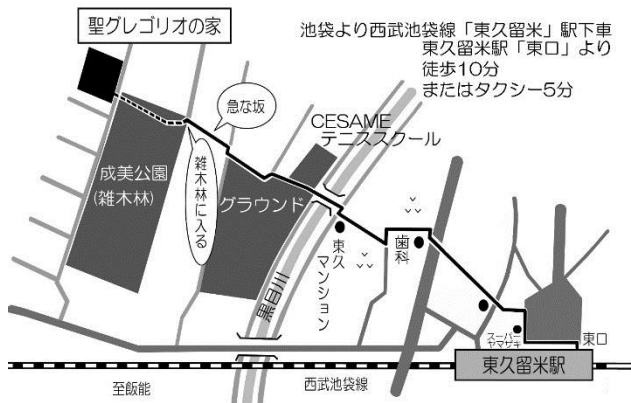 聖グレゴリオの家
池袋より西武池袋線「東久留米」駅下車
東久留米駅「東口」より
徒歩10分
またはタクシー5分
急な坂
CESAME
テニススクール
成美公園
(雑木林)
雑木林に入る
グラウンド
東久
マンション
歯科
黒目川
スーパー
ヤマザキ
東口
東久留米駅
至飯能
西武池袋線